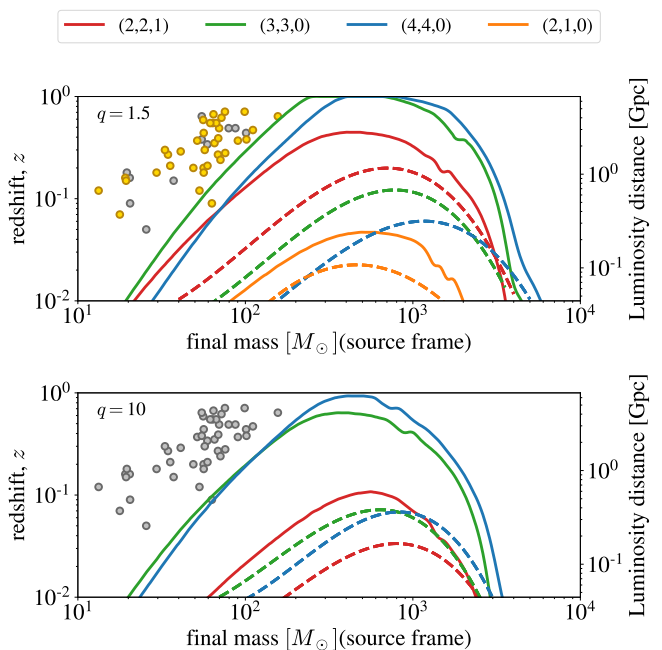 (2,2,1) (3,3,0) (4,4,0) (2,1,0)
q = 1.5
redshift, z
10^0
10^-1
10^-2
Luminosity distance [Gpc]
10^0
10^-1
10^1 10^2 10^3 10^4
final mass [M⊙](source frame)
q = 10
redshift, z
10^0
10^-1
10^-2
Luminosity distance [Gpc]
10^0
10^-1
10^1 10^2 10^3 10^4
final mass [M⊙](source frame)